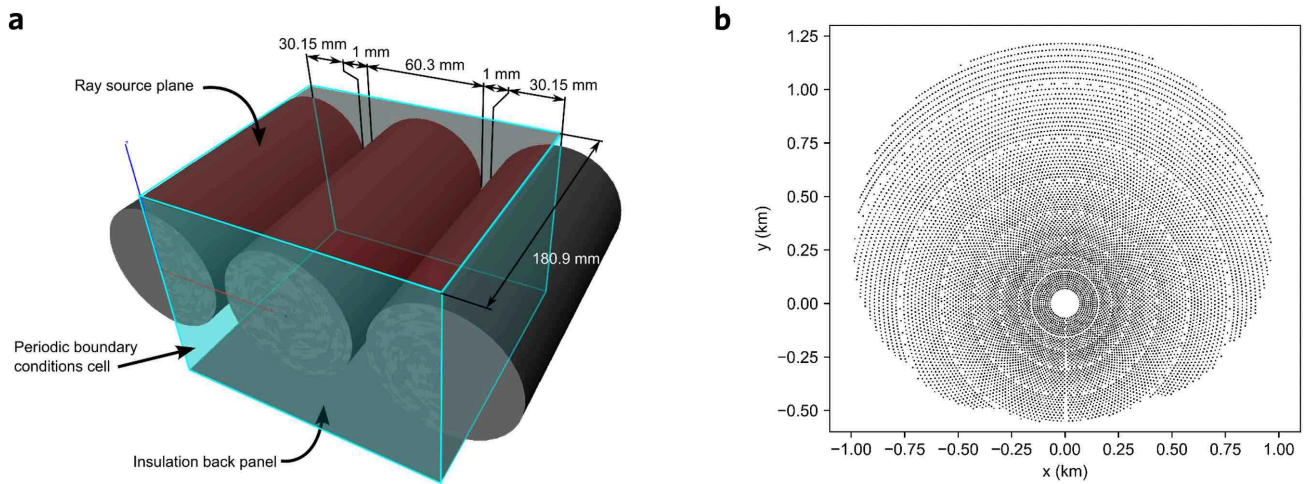 a
30.15 mm
1 mm
60.3 mm
1 mm
30.15 mm
Ray source plane
180.9 mm
Periodic boundary
conditions cell
Insulation back panel
b
1.25
1.00
0.75
0.50
0.25
0.00
−0.25
−0.50
y (km)
−1.00 −0.75 −0.50 −0.25 0.00 0.25 0.50 0.75 1.00
x (km)